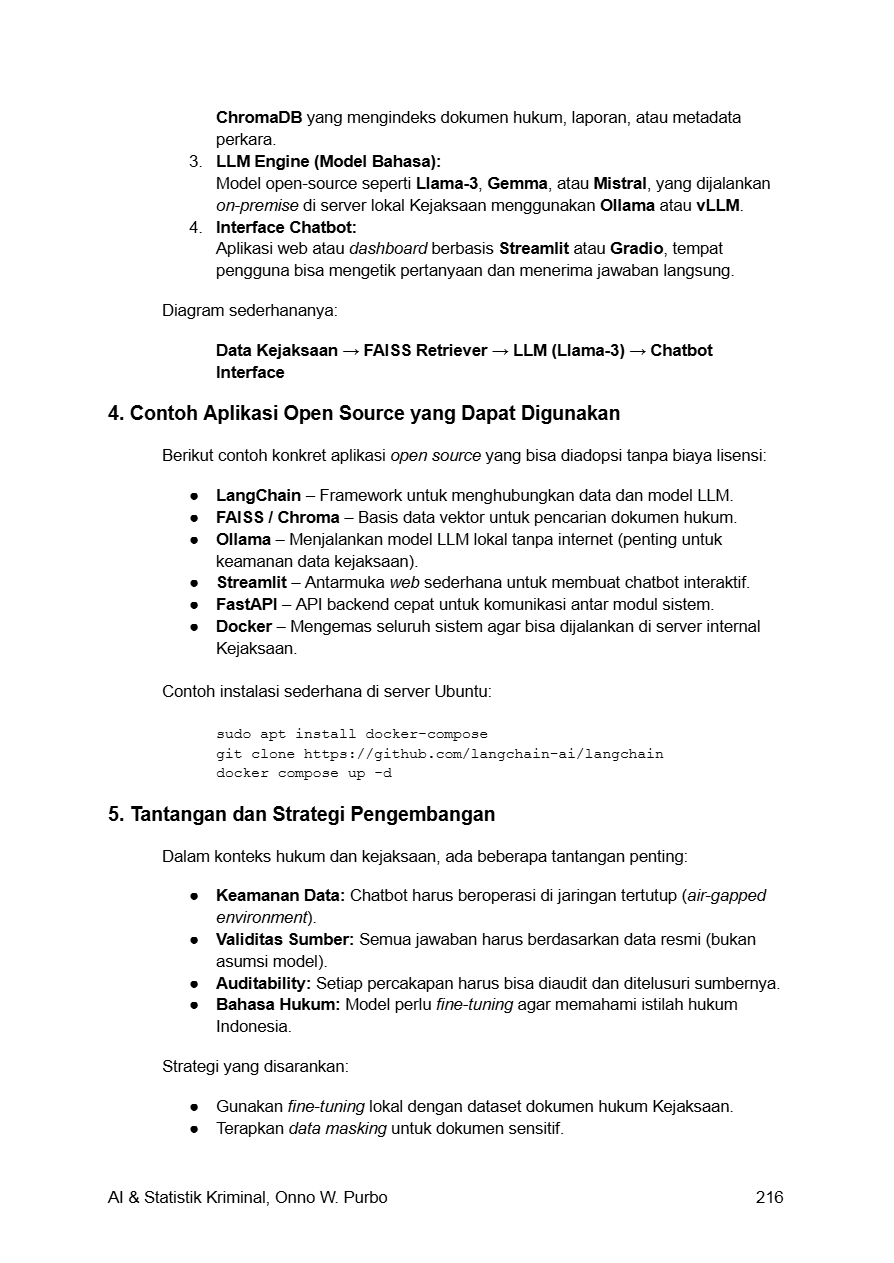 ChromaDB yang mengindeks dokumen hukum, laporan, atau metadata
perkara.
3. LLM Engine (Model Bahasa):
Model open-source seperti Llama-3, Gemma, atau Mistral, yang dijalankan
on-premise di server lokal Kejaksaan menggunakan Ollama atau vLLM.
4. Interface Chatbot:
Aplikasi web atau dashboard berbasis Streamlit atau Gradio, tempat
pengguna bisa mengetik pertanyaan dan menerima jawaban langsung.
Diagram sederhananya:
Data Kejaksaan → FAISS Retriever → LLM (Llama-3) → Chatbot
Interface
4. Contoh Aplikasi Open Source yang Dapat Digunakan
Berikut contoh konkret aplikasi open source yang bisa diadopsi tanpa biaya lisensi:
● LangChain – Framework untuk menghubungkan data dan model LLM.
● FAISS / Chroma – Basis data vektor untuk pencarian dokumen hukum.
● Ollama – Menjalankan model LLM lokal tanpa internet (penting untuk
keamanan data kejaksaan).
● Streamlit – Antarmuka web sederhana untuk membuat chatbot interaktif.
● FastAPI – API backend cepat untuk komunikasi antar modul sistem.
● Docker – Mengemas seluruh sistem agar bisa dijalankan di server internal
Kejaksaan.
Contoh instalasi sederhana di server Ubuntu:
sudo apt install docker-compose
git clone https://github.com/langchain-ai/langchain
docker compose up -d
5. Tantangan dan Strategi Pengembangan
Dalam konteks hukum dan kejaksaan, ada beberapa tantangan penting:
● Keamanan Data: Chatbot harus beroperasi di jaringan tertutup (air-gapped
environment).
● Validitas Sumber: Semua jawaban harus berdasarkan data resmi (bukan
asumsi model).
● Auditability: Setiap percakapan harus bisa diaudit dan ditelusuri sumbernya.
● Bahasa Hukum: Model perlu fine-tuning agar memahami istilah hukum
Indonesia.
Strategi yang disarankan:
● Gunakan fine-tuning lokal dengan dataset dokumen hukum Kejaksaan.
● Terapkan data masking untuk dokumen sensitif.
AI & Statistik Kriminal, Onno W. Purbo 216